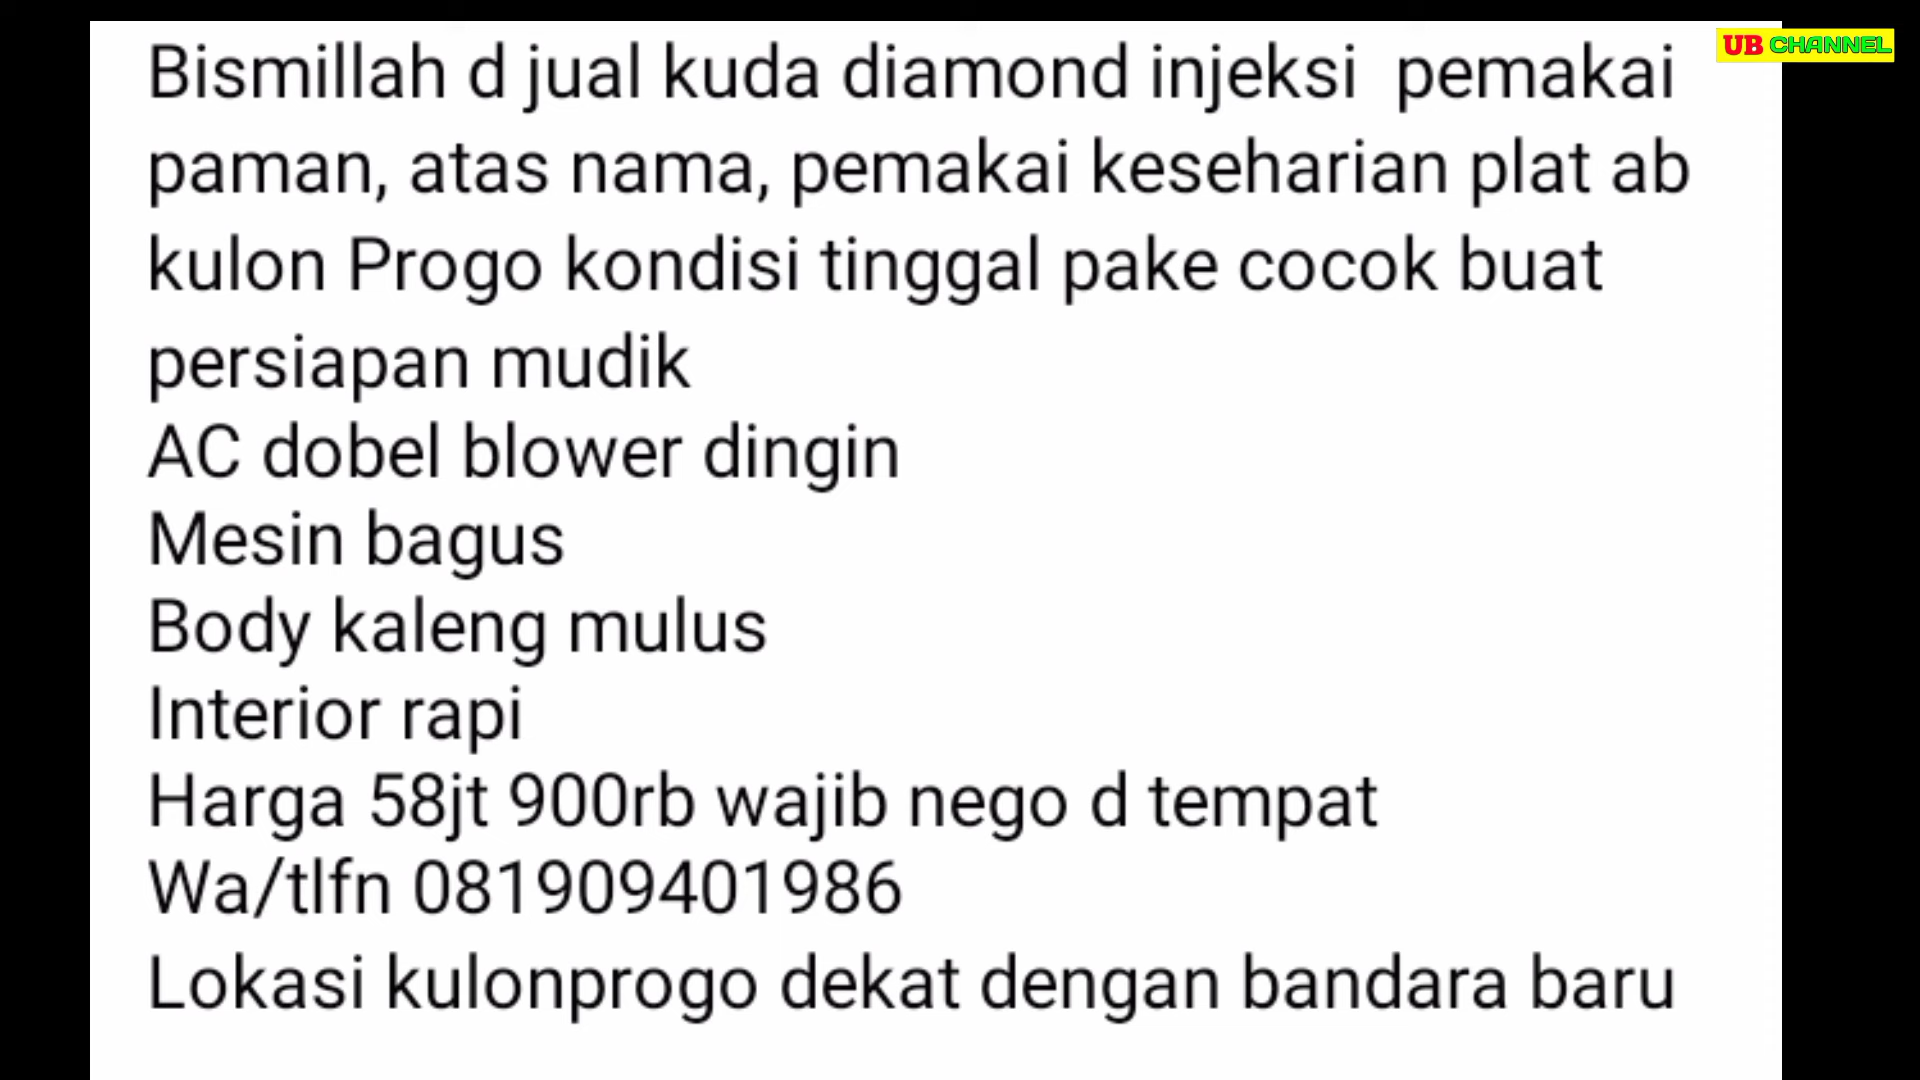 Bismillah d jual kuda diamond injeksi  pemakai
paman, atas nama, pemakai keseharian plat ab
kulon Progo kondisi tinggal pake cocok buat
persiapan mudik
AC dobel blower dingin
Mesin bagus
Body kaleng mulus
Interior rapi
Harga 58jt 900rb wajib nego d tempat
Wa/tlfn 081909401986
Lokasi kulonprogo dekat dengan bandara baru
UB CHANNEL